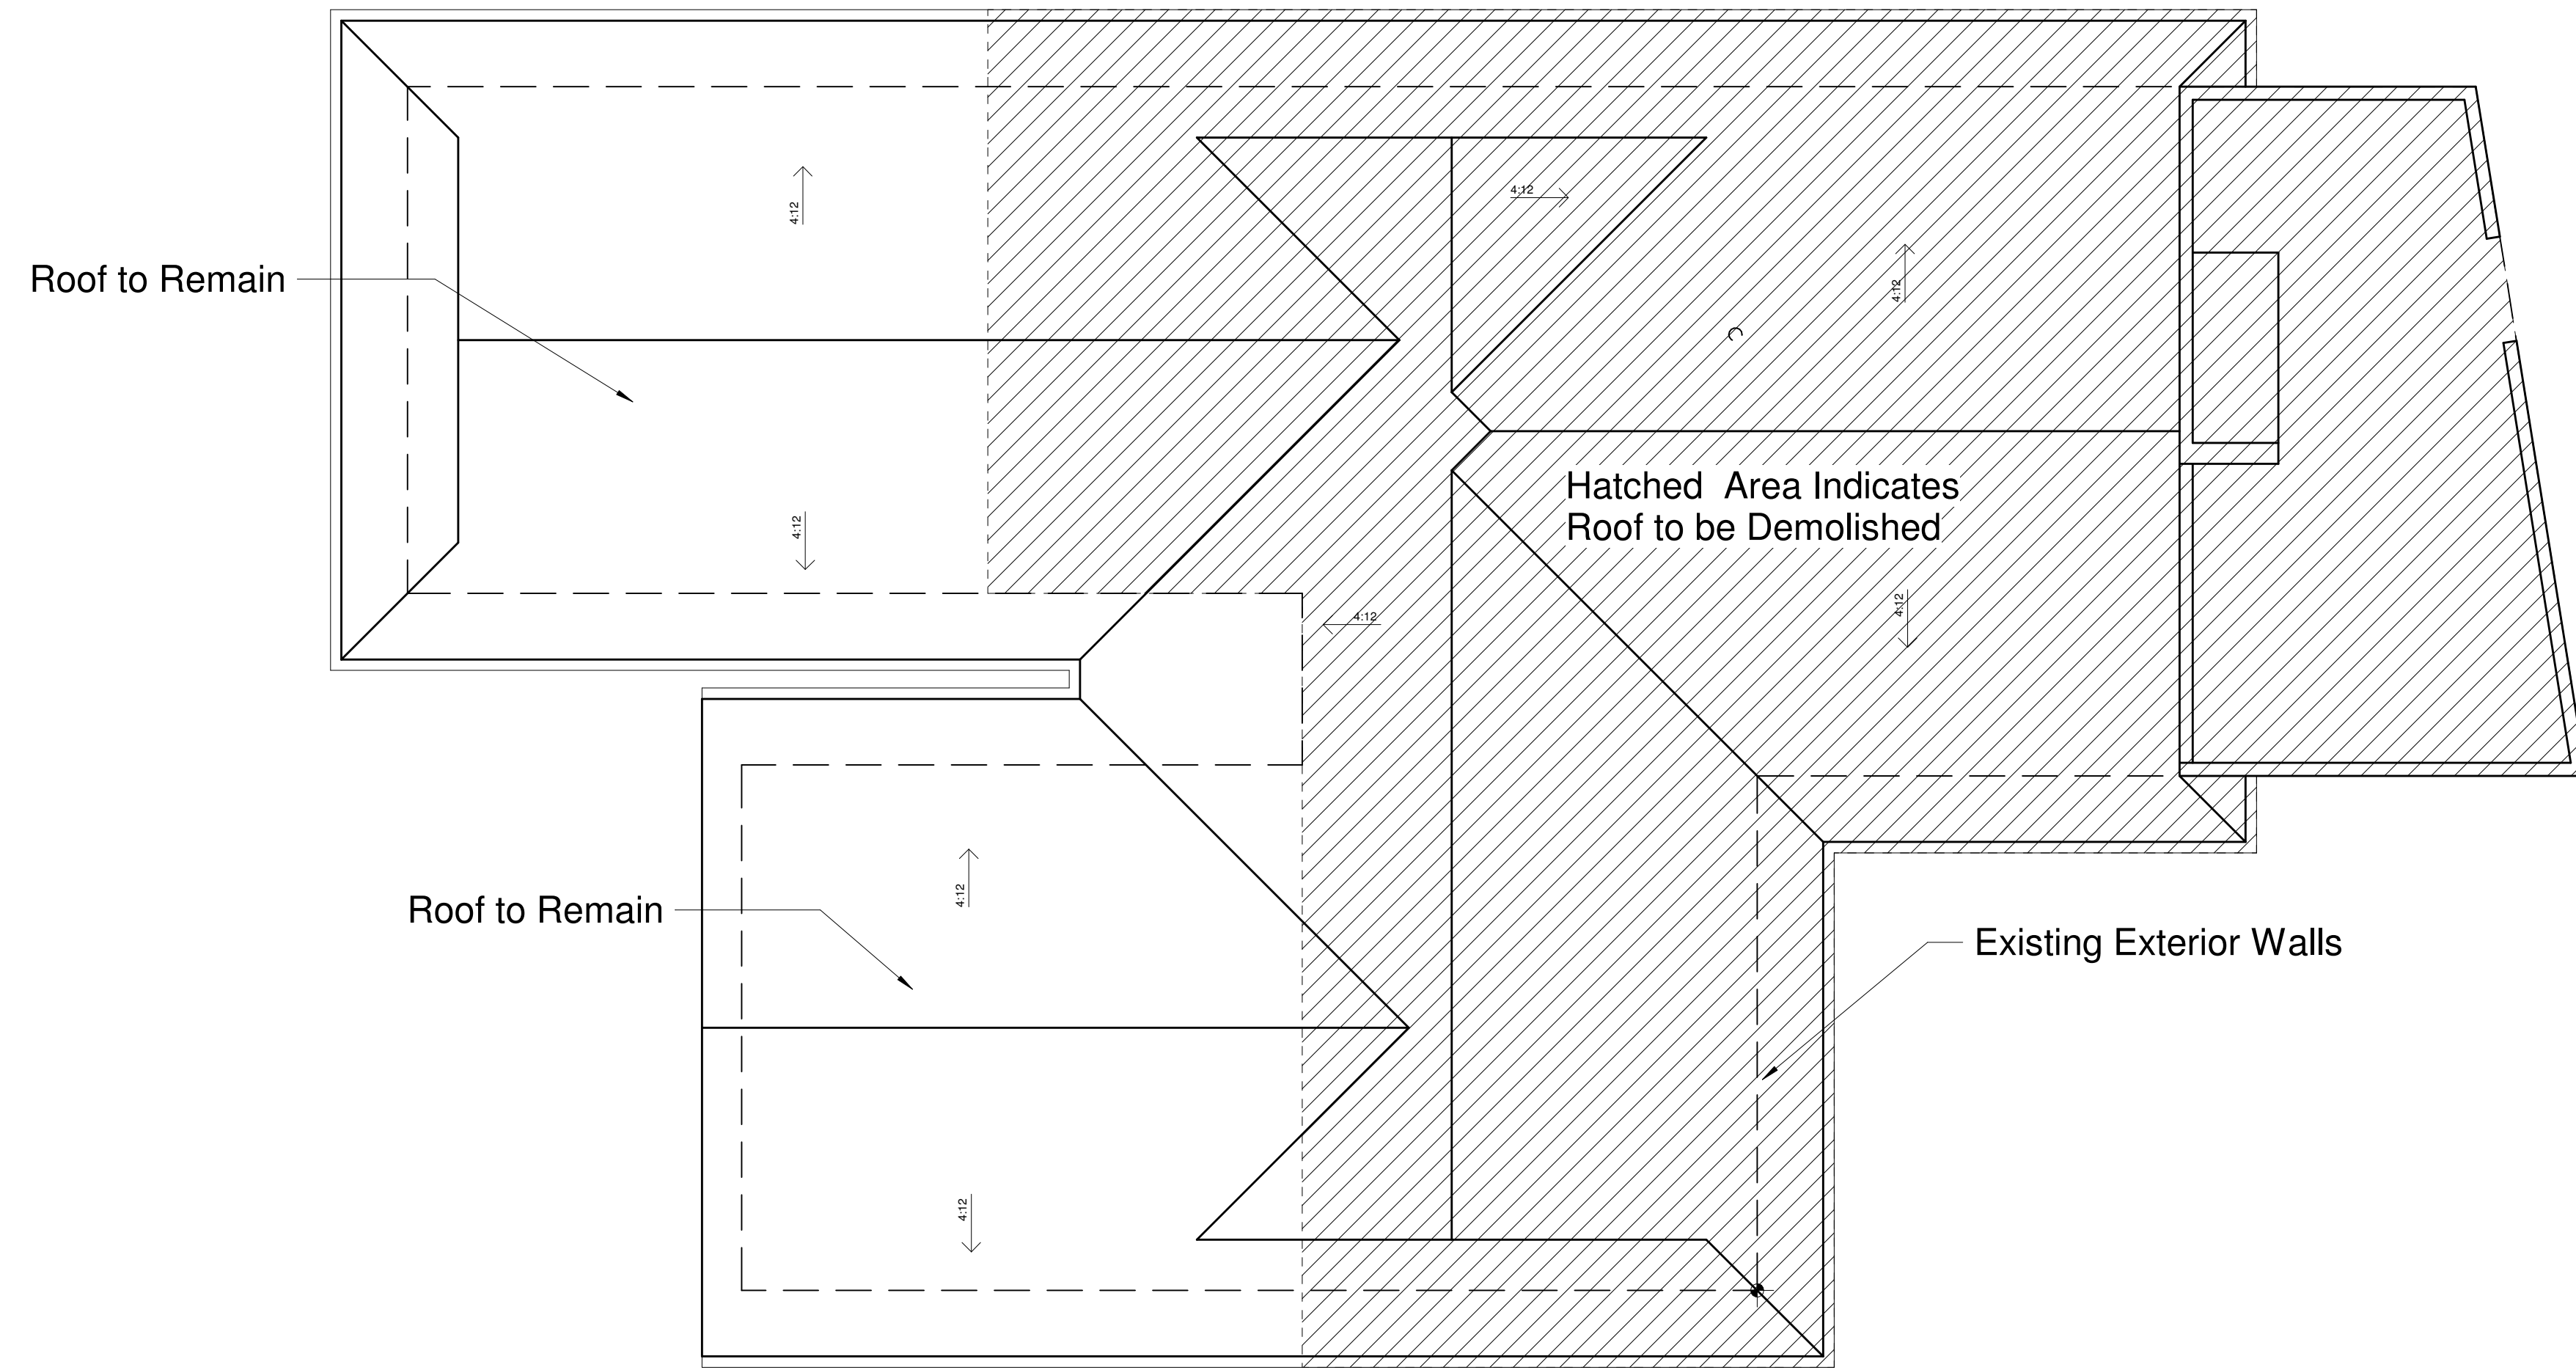 4:12
4:12
4:12
Roof to Remain
Hatched Area Indicates
Roof to be Demolished
4:12
4:12
4:12
4:12
Roof to Remain
Existing Exterior Walls
4:12